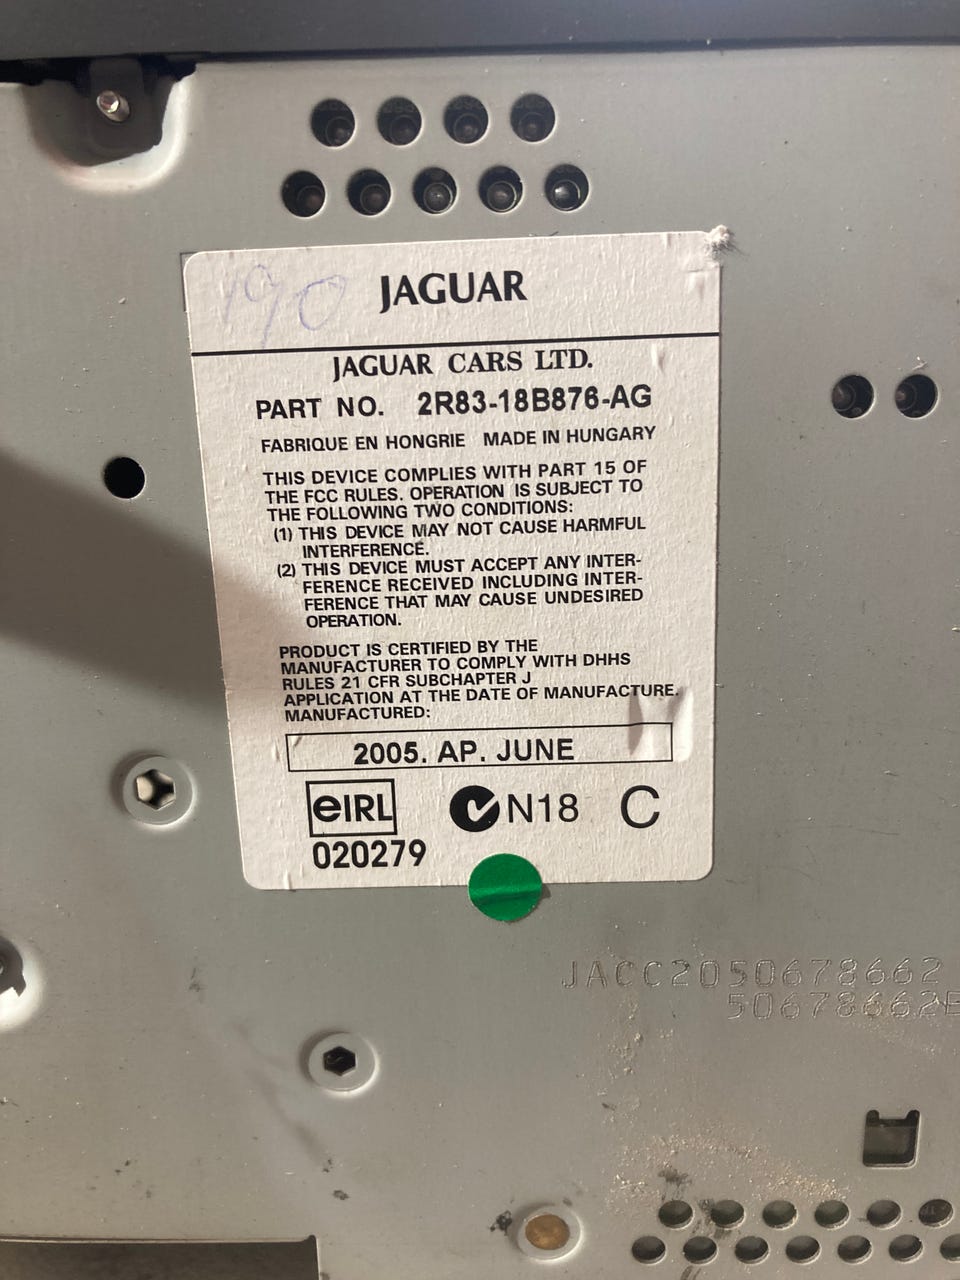 190
JAGUAR
JAGUAR CARS LTD.
PART NO. 2R83-18B876-AG
FABRIQUE EN HONGRIE MADE IN HUNGARY
THIS DEVICE COMPLIES WITH PART 15 OF
THE FCC RULES. OPERATION IS SUBJECT TO
THE FOLLOWING TWO CONDITIONS:
(1) THIS DEVICE MAY NOT CAUSE HARMFUL
INTERFERENCE.
(2) THIS DEVICE MUST ACCEPT ANY INTER-
FERENCE RECEIVED INCLUDING INTER-
FERENCE THAT MAY CAUSE UNDESIRED
OPERATION.
PRODUCT IS CERTIFIED BY THE
MANUFACTURER TO COMPLY WITH DHHS
RULES 21 CFR SUBCHAPTER J
APPLICATION AT THE DATE OF MANUFACTURE.
MANUFACTURED:
2005. AP. JUNE
eIRL N18 C
020279
JACC2050678662
50678662E